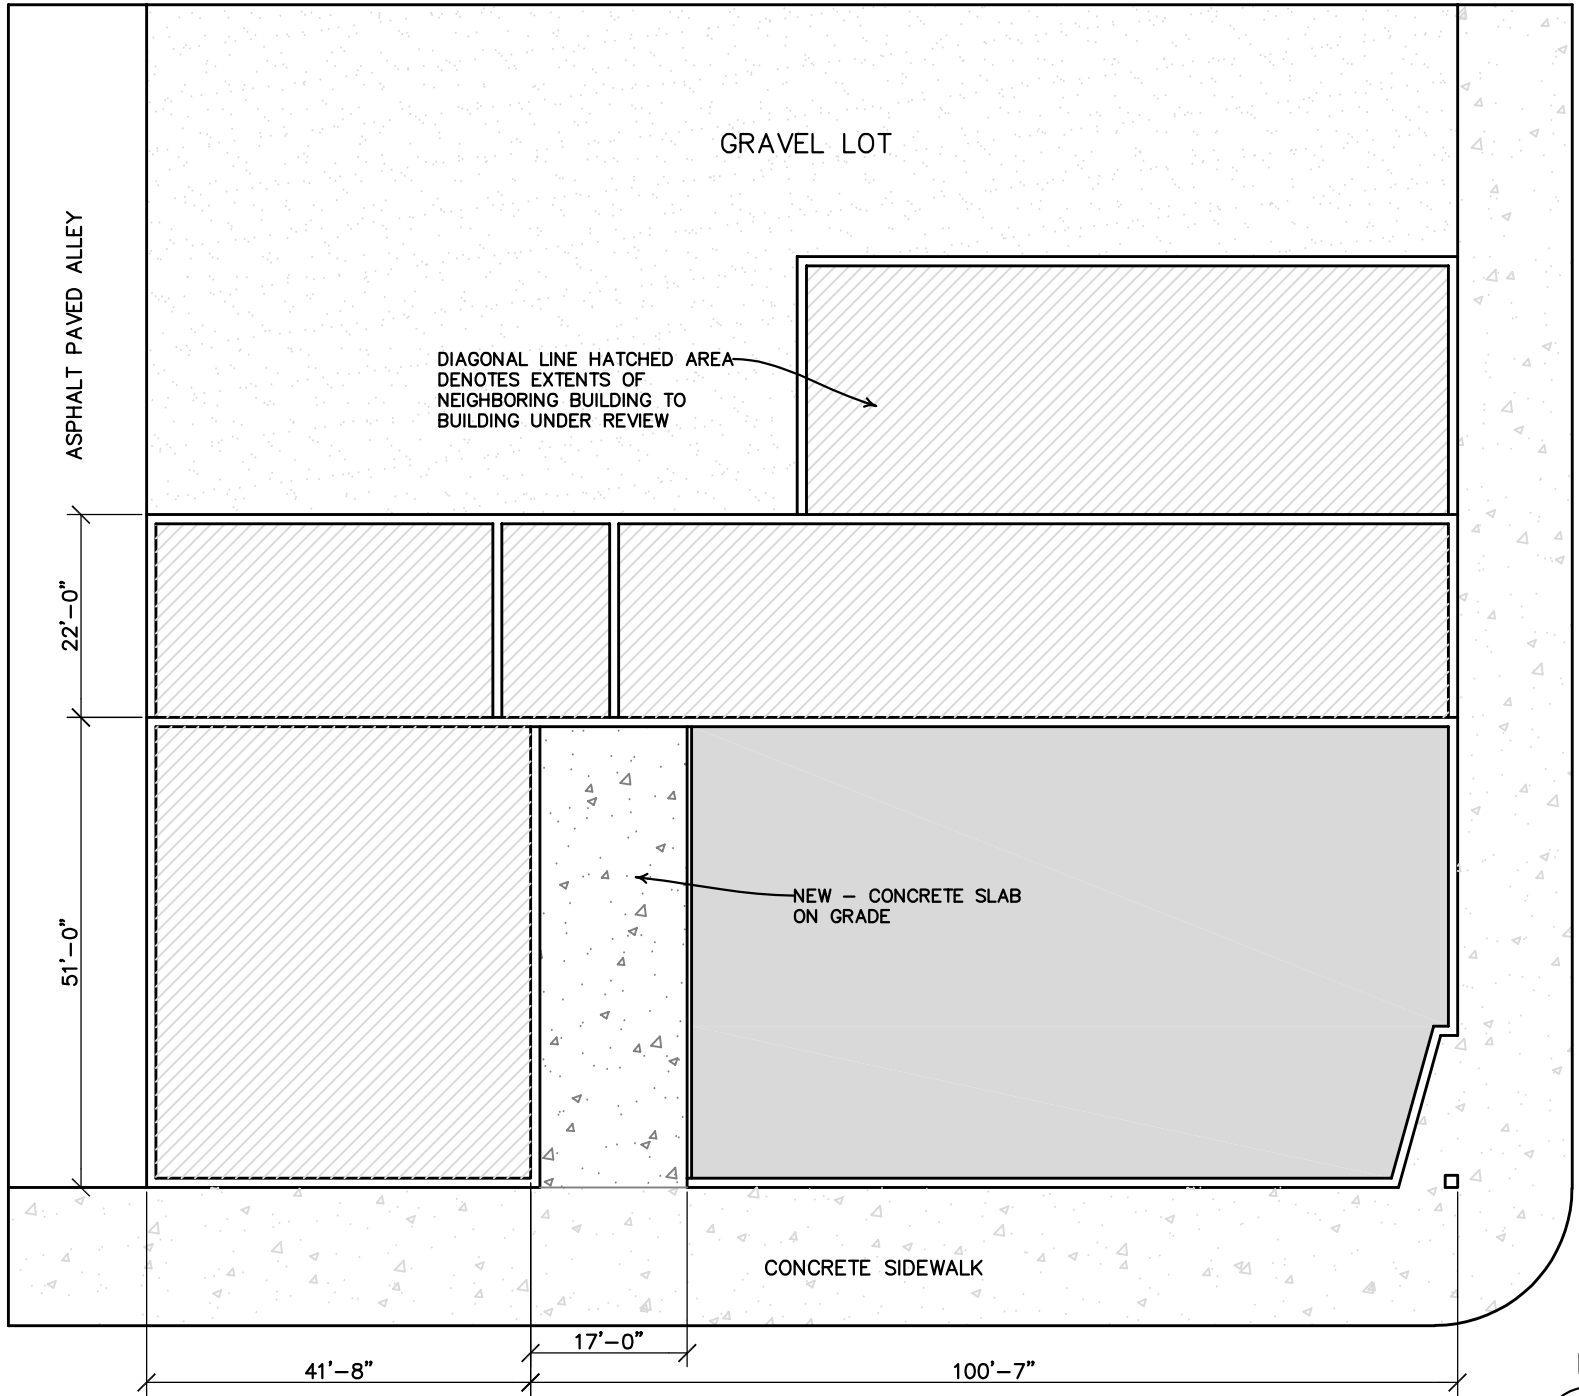 GRAVEL LOT
ASPHALT PAVED ALLEY
DIAGONAL LINE HATCHED AREA
DENOTES EXTENTS OF
NEIGHBORING BUILDING TO
BUILDING UNDER REVIEW
22'-0"
51'-0"
NEW - CONCRETE SLAB
ON GRADE
CONCRETE SIDEWALK
17'-0"
41'-8"
100'-7"